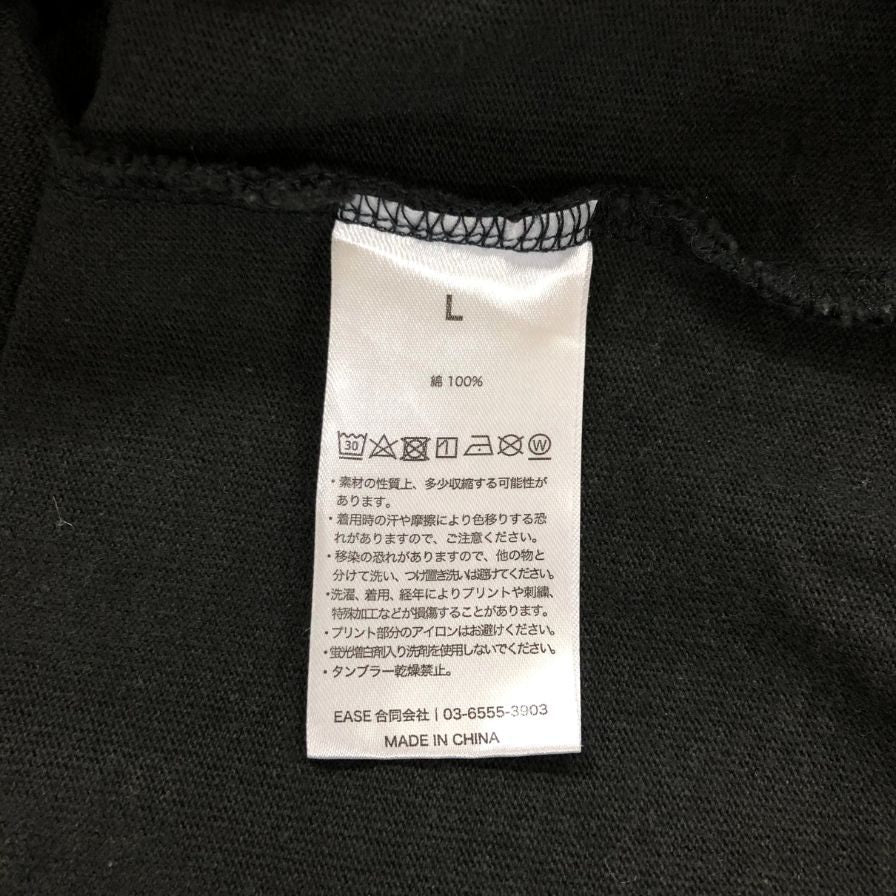 L
綿 100%
30 W
・素材の性質上、多少収縮する可能性が
あります。
・着用時の汗や摩擦により色移りする恐
れがありますので、ご注意ください。
・移染の恐れがありますので、他の物と
分けて洗い、つけ置き洗いは避けてください。
・洗濯、着用、経年によりプリントや刺繍、
特殊加工などが損傷することがあります。
・プリント部分のアイロンはお避けください。
・蛍光増白剤入り洗剤を使用しないでください。
・タンブラー乾燥禁止。
EASE 合同会社 | 03-6555-3903
MADE IN CHINA